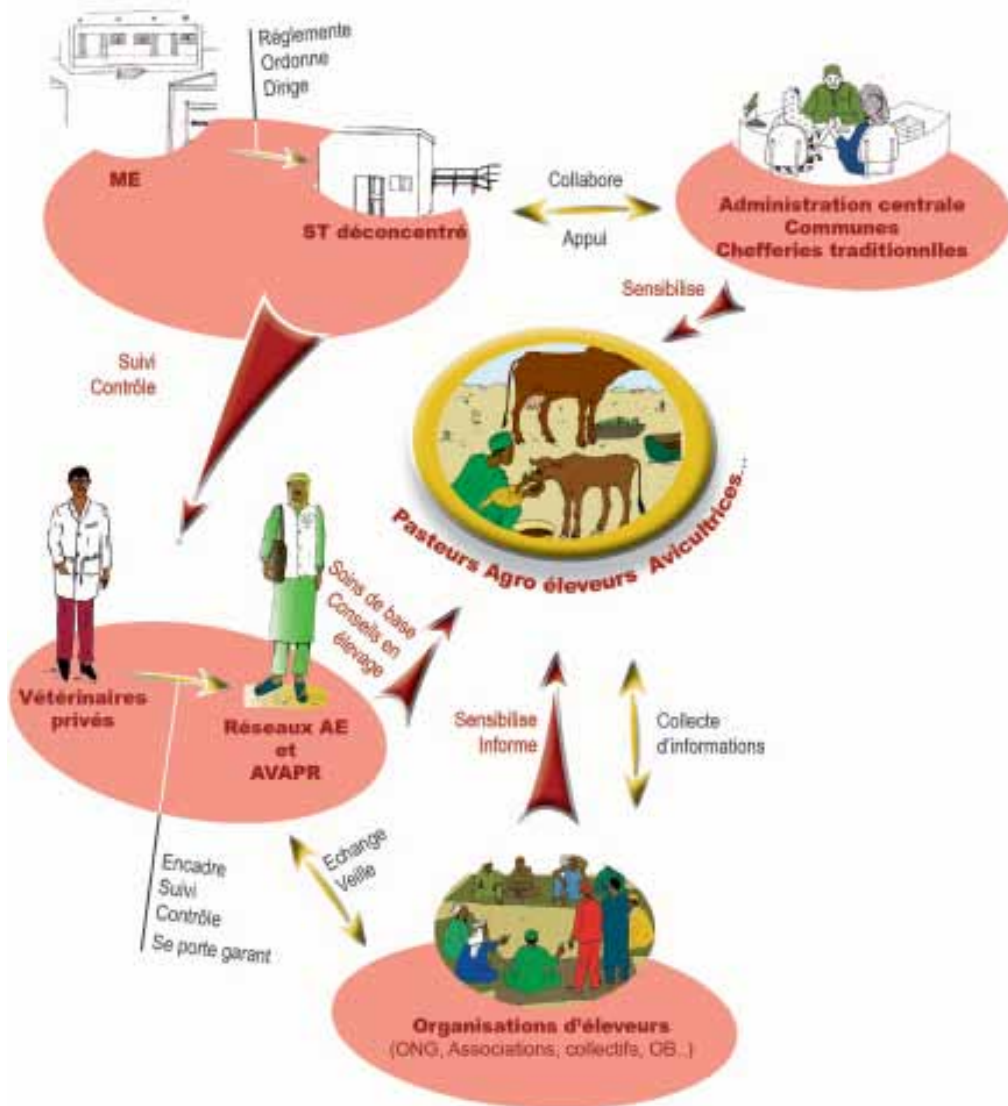 Réglemente
Ordonne
Dirige
ME
ST déconcentré
Collabore
Appui
Administration centrale
Communes
Chefferies traditionnlles
Sensibilise
Suivi
Contrôle
Pasteurs Agro éleveurs Avicultrices...
Soins de base
Conseils en
élevage
Vétérinaires
privés
Réseaux AE
et
AVAPR
Sensibilise
Informe
Collecte
d'informations
Encadre
Suivi
Contrôle
Se porte garant
Echange
Veille
Organisations d'éleveurs
(ONG, Associations, collectifs, OB..)